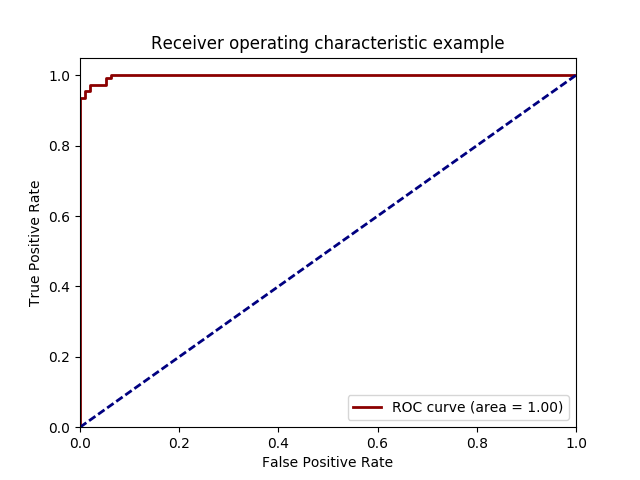 Receiver operating characteristic example
True Positive Rate
1.0
0.8
0.6
0.4
0.2
0.0
ROC curve (area = 1.00)
0.0 0.2 0.4 0.6 0.8 1.0
False Positive Rate